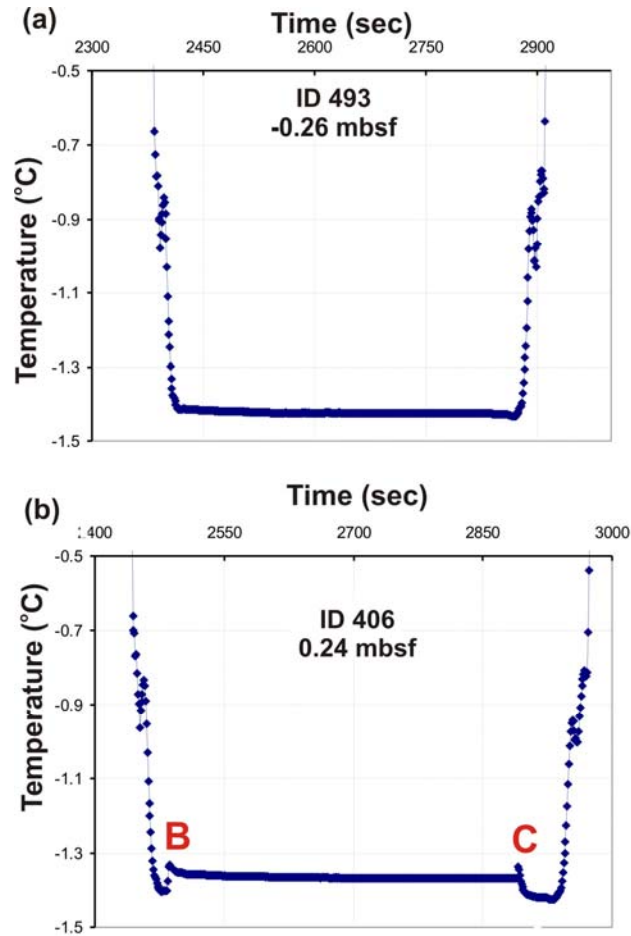 (a)
Time (sec)
2300 2450 2600 2750 2900
-0.5
ID 493
-0.26 mbsf
-0.7
-0.9
-1.1
-1.3
-1.5
Temperature (°C)
(b)
Time (sec)
2550 2700 2850 3000
-0.5
ID 406
0.24 mbsf
-0.7
-0.9
-1.1
B C
-1.3
-1.5
Temperature (°C)